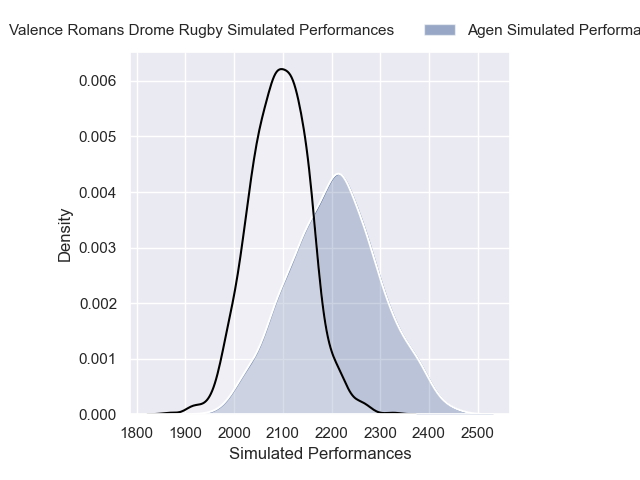 Valence Romans Drome Rugby Simulated Performances Agen Simulated Performa
0.006
0.005
0.004
0.003
0.002
0.001
0.000
Density
1800 1900 2000 2100 2200 2300 2400 2500
Simulated Performances